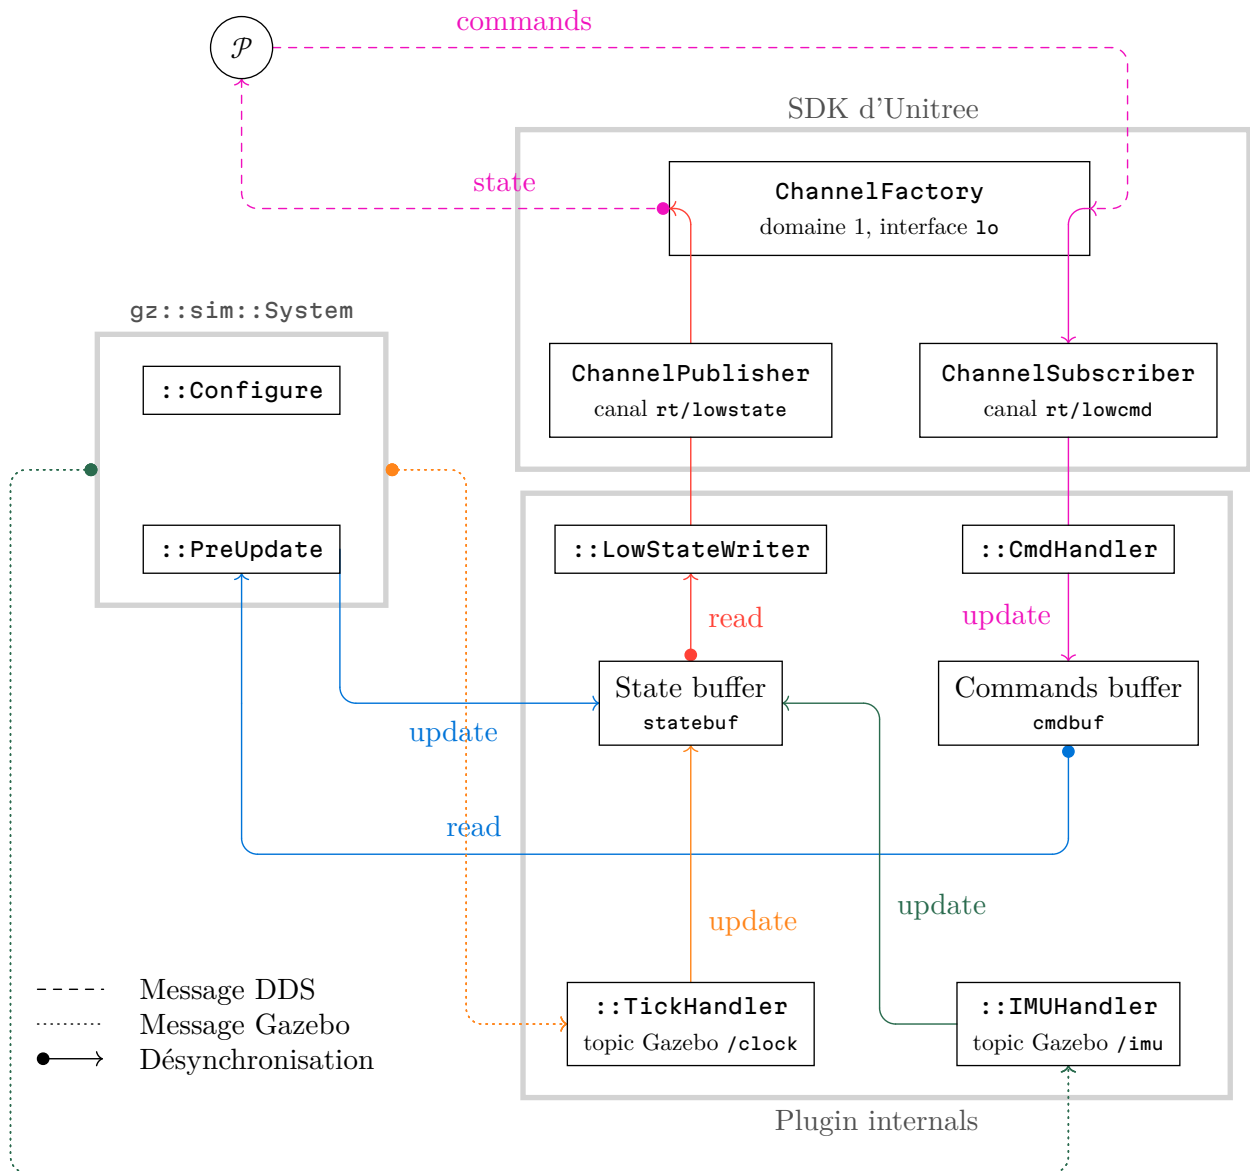 commands
𝒫
SDK d'Unitree
state
ChannelFactory
domaine 1, interface lo
gz::sim::System
::Configure
ChannelPublisher
canal rt/lowstate
ChannelSubscriber
canal rt/lowcmd
::PreUpdate
::LowStateWriter
::CmdHandler
read
update
State buffer
statebuf
Commands buffer
cmdbuf
update
read
update
update
::TickHandler
topic Gazebo /clock
::IMUHandler
topic Gazebo /imu
Message DDS
Message Gazebo
Désynchronisation
Plugin internals